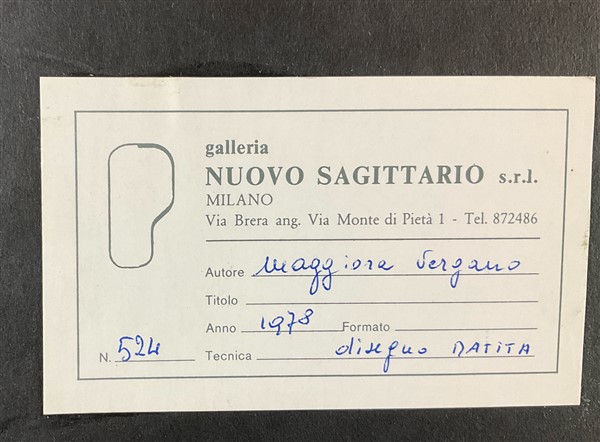 galleria
NUOVO SAGITTARIO s.r.l.
MILANO
Via Brera ang. Via Monte di Pietà 1 - Tel. 872486
Autore Maggiora Vergano
Titolo
Anno 1978 Formato
N. 524 Tecnica disegno MATITA